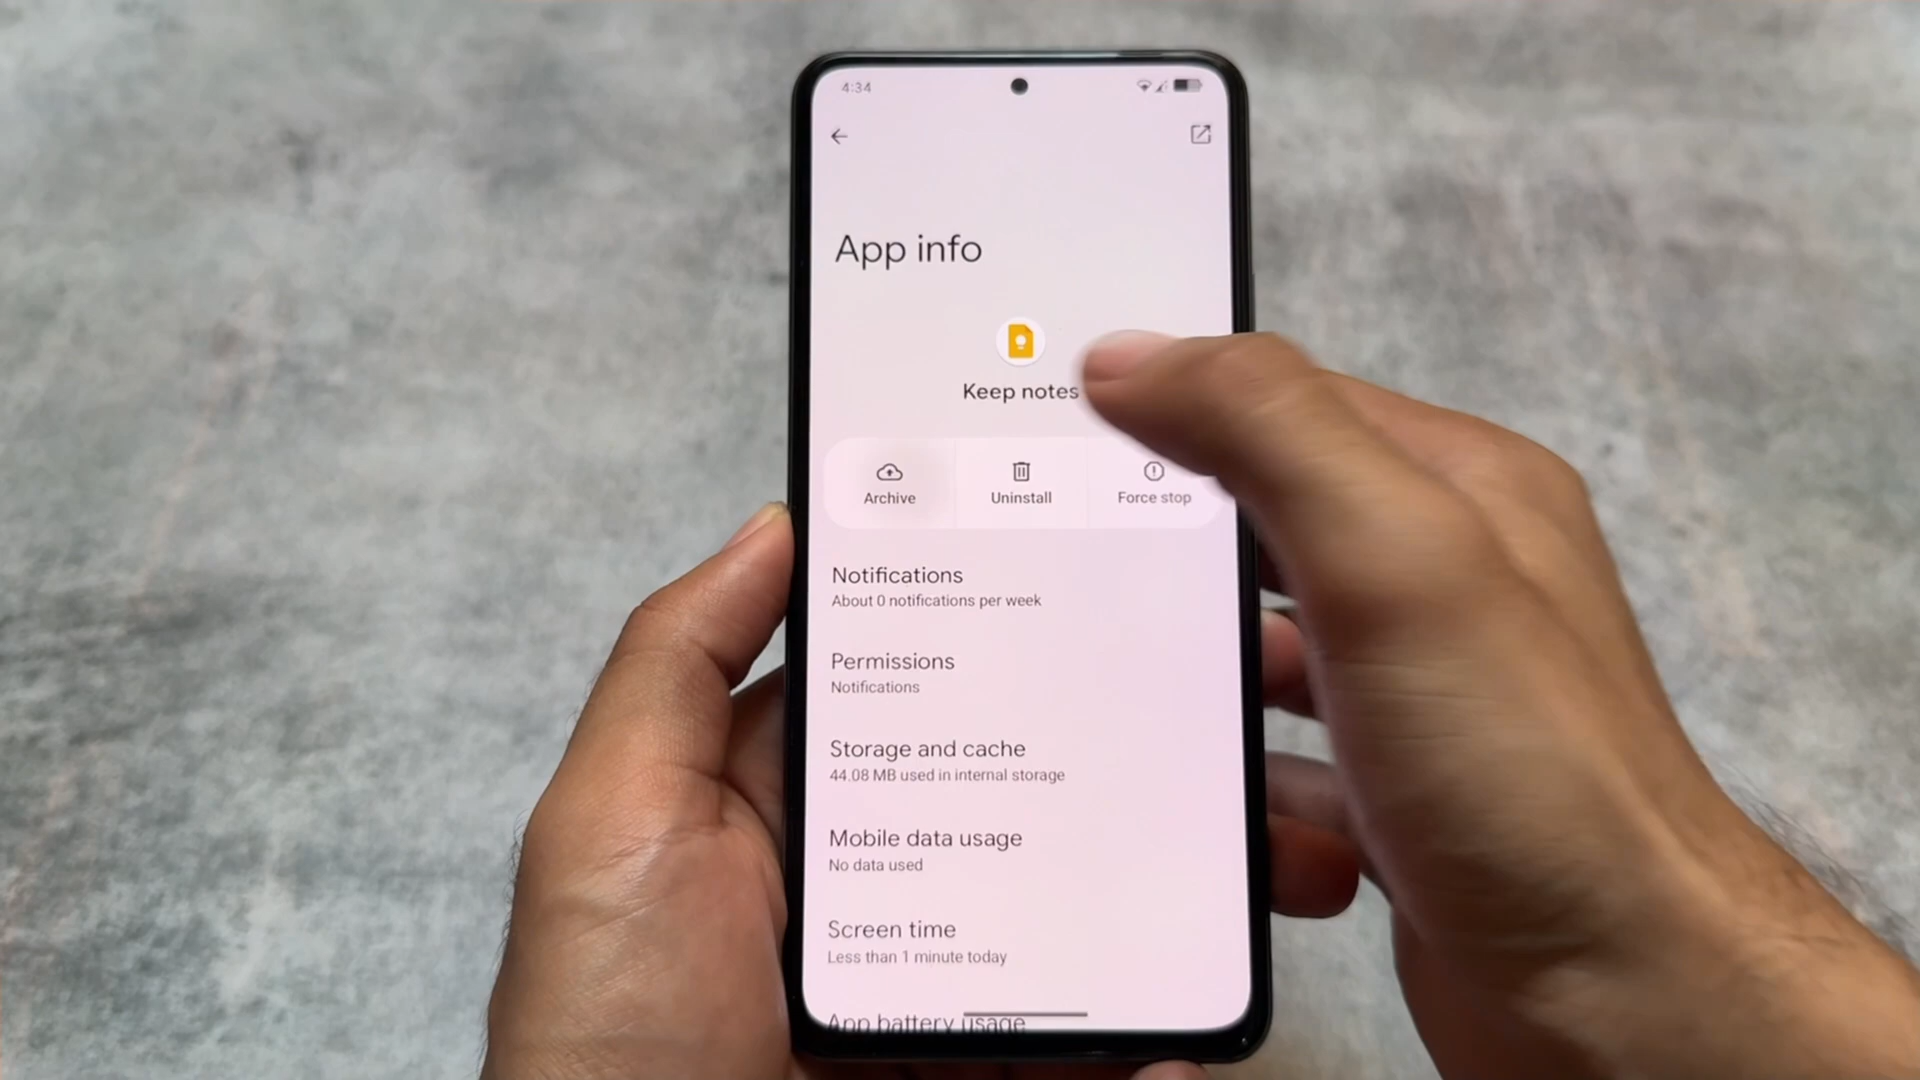 4:34
App info
Keep notes
Archive
Uninstall
Force stop
Notifications
About 0 notifications per week
Permissions
Notifications
Storage and cache
44.08 MB used in internal storage
Mobile data usage
No data used
Screen time
Less than 1 minute today
App battery usage